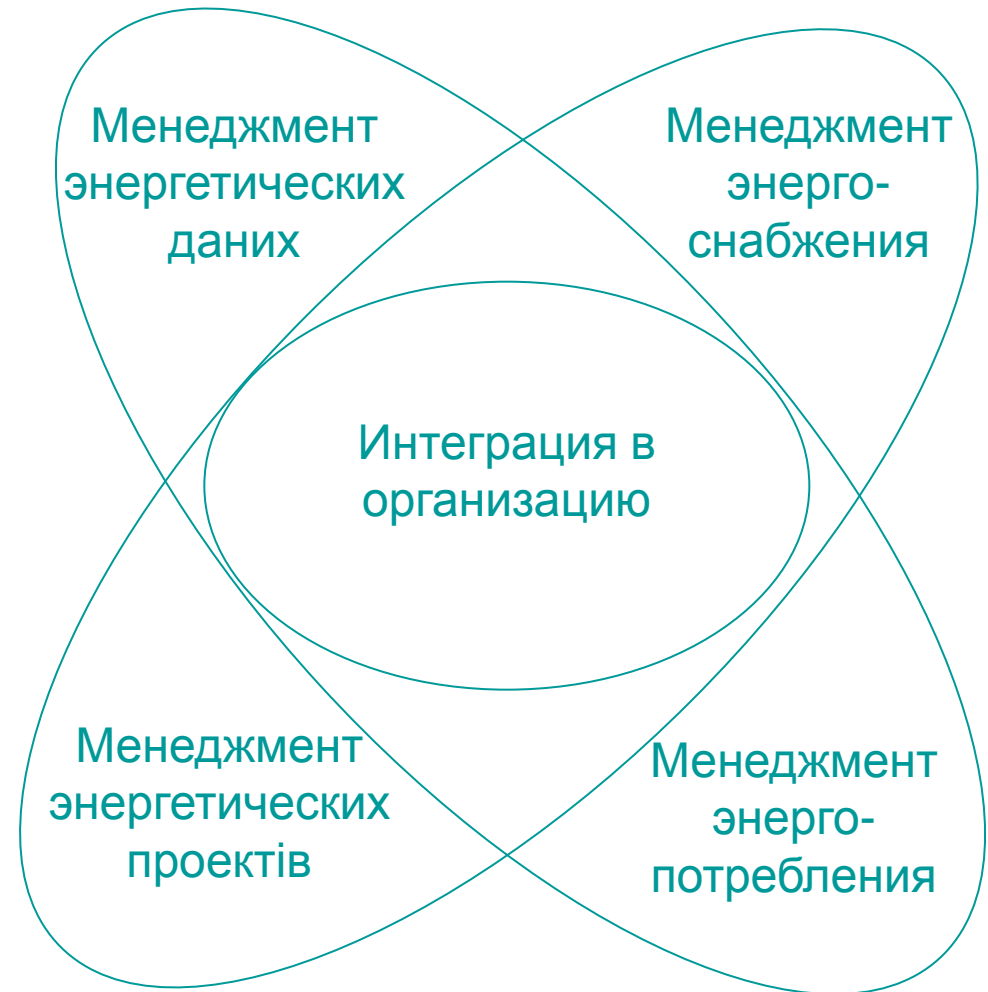 Менеджмент
энергетических
даних
Менеджмент
энерго-
снабжения
Интеграция в
организацию
Менеджмент
энергетических
проектів
Менеджмент
энерго-
потребления